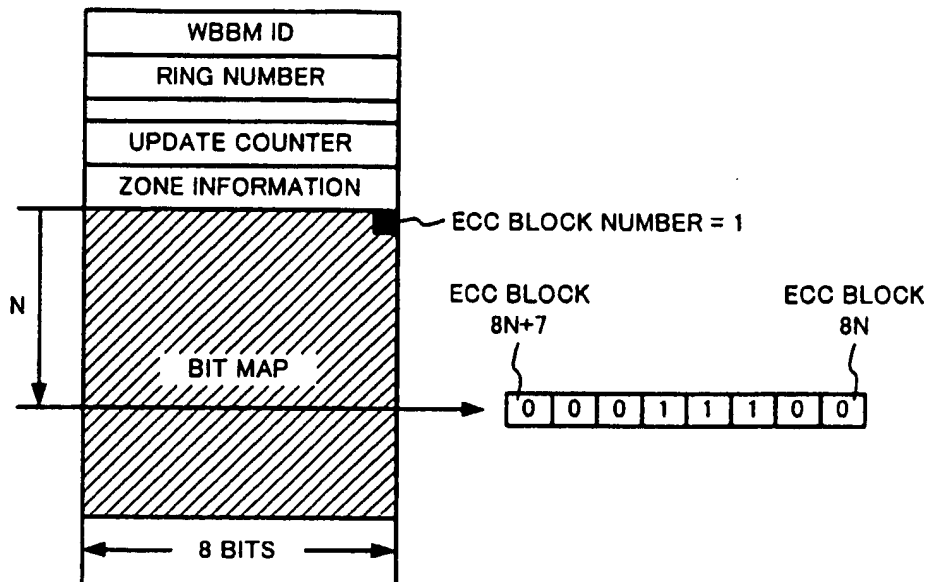 WBBM ID
RING NUMBER
UPDATE COUNTER
ZONE INFORMATION
ECC BLOCK NUMBER = 1
N
ECC BLOCK
8N+7
ECC BLOCK
8N
BIT MAP
0 0 0 1 1 1 0 0
8 BITS